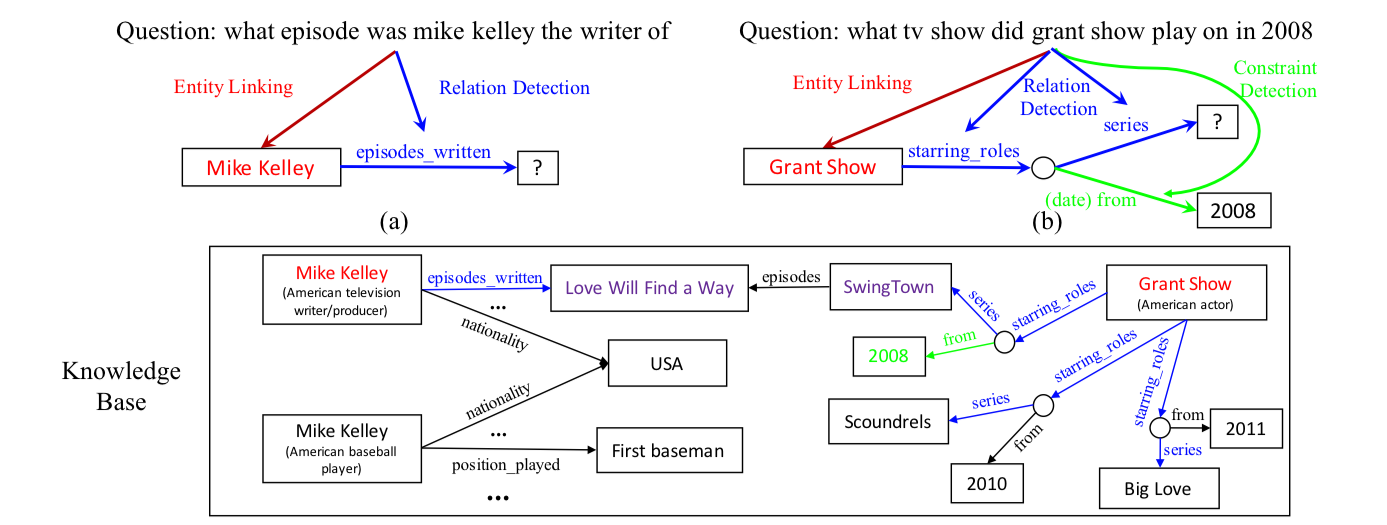 Question: what episode was mike kelley the writer of
Entity Linking
Relation Detection
Mike Kelley
episodes_written
?
(a)
Question: what tv show did grant show play on in 2008
Entity Linking
Relation
Detection
Constraint
Detection
Grant Show
starring_roles
series
?
(date) from
2008
(b)
Knowledge
Base
Mike Kelley
(American television
writer/producer)
episodes_written
...
nationality
Love Will Find a Way
episodes
SwingTown
series
starring_roles
Grant Show
(American actor)
from
2008
USA
starring_roles
starring_roles
nationality
...
Mike Kelley
(American baseball
player)
position_played
...
First baseman
Scoundrels
series
from
2010
from
2011
series
Big Love